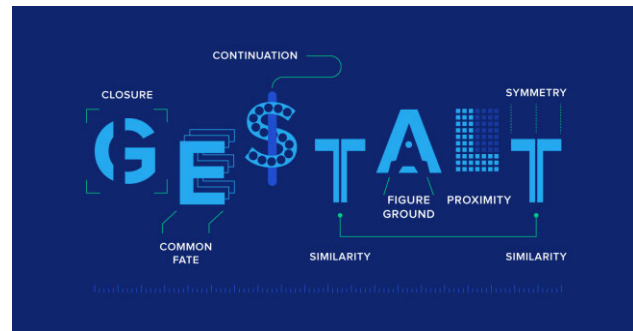 CONTINUATION
CLOSURE
SYMMETRY
GESTALT
FIGURE
GROUND
PROXIMITY
COMMON
FATE
SIMILARITY
SIMILARITY